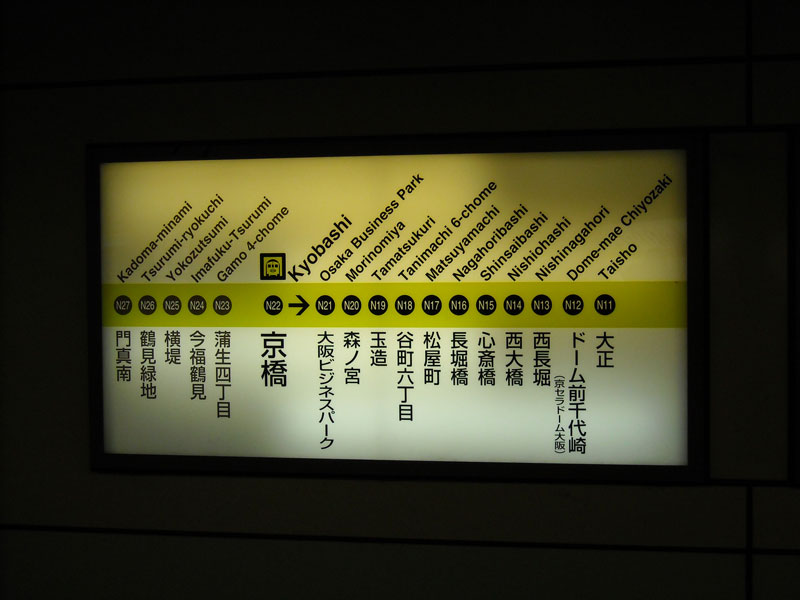 Kadoma-minami
Tsurumi-ryokuchi
Yokozutsumi
Imafuku-Tsurumi
Gamo 4-chome
Kyobashi
Osaka Business Park
Morinomiya
Tamatsukuri
Tanimachi 6-chome
Matsuyamachi
Nagahoribashi
Shinsaibashi
Nishiohashi
Nishinagahori
Dome-mae Chiyozaki
Taisho
N27
N26
N25
N24
N23
N22
→
N21
N20
N19
N18
N17
N16
N15
N14
N13
N12
N11
門真南
鶴見緑地
横堤
今福鶴見
蒲生四丁目
京橋
大阪ビジネスパーク
森ノ宮
玉造
谷町六丁目
松屋町
長堀橋
心斎橋
西大橋
西長堀
ドーム前千代崎
(京セラドーム大阪)
大正